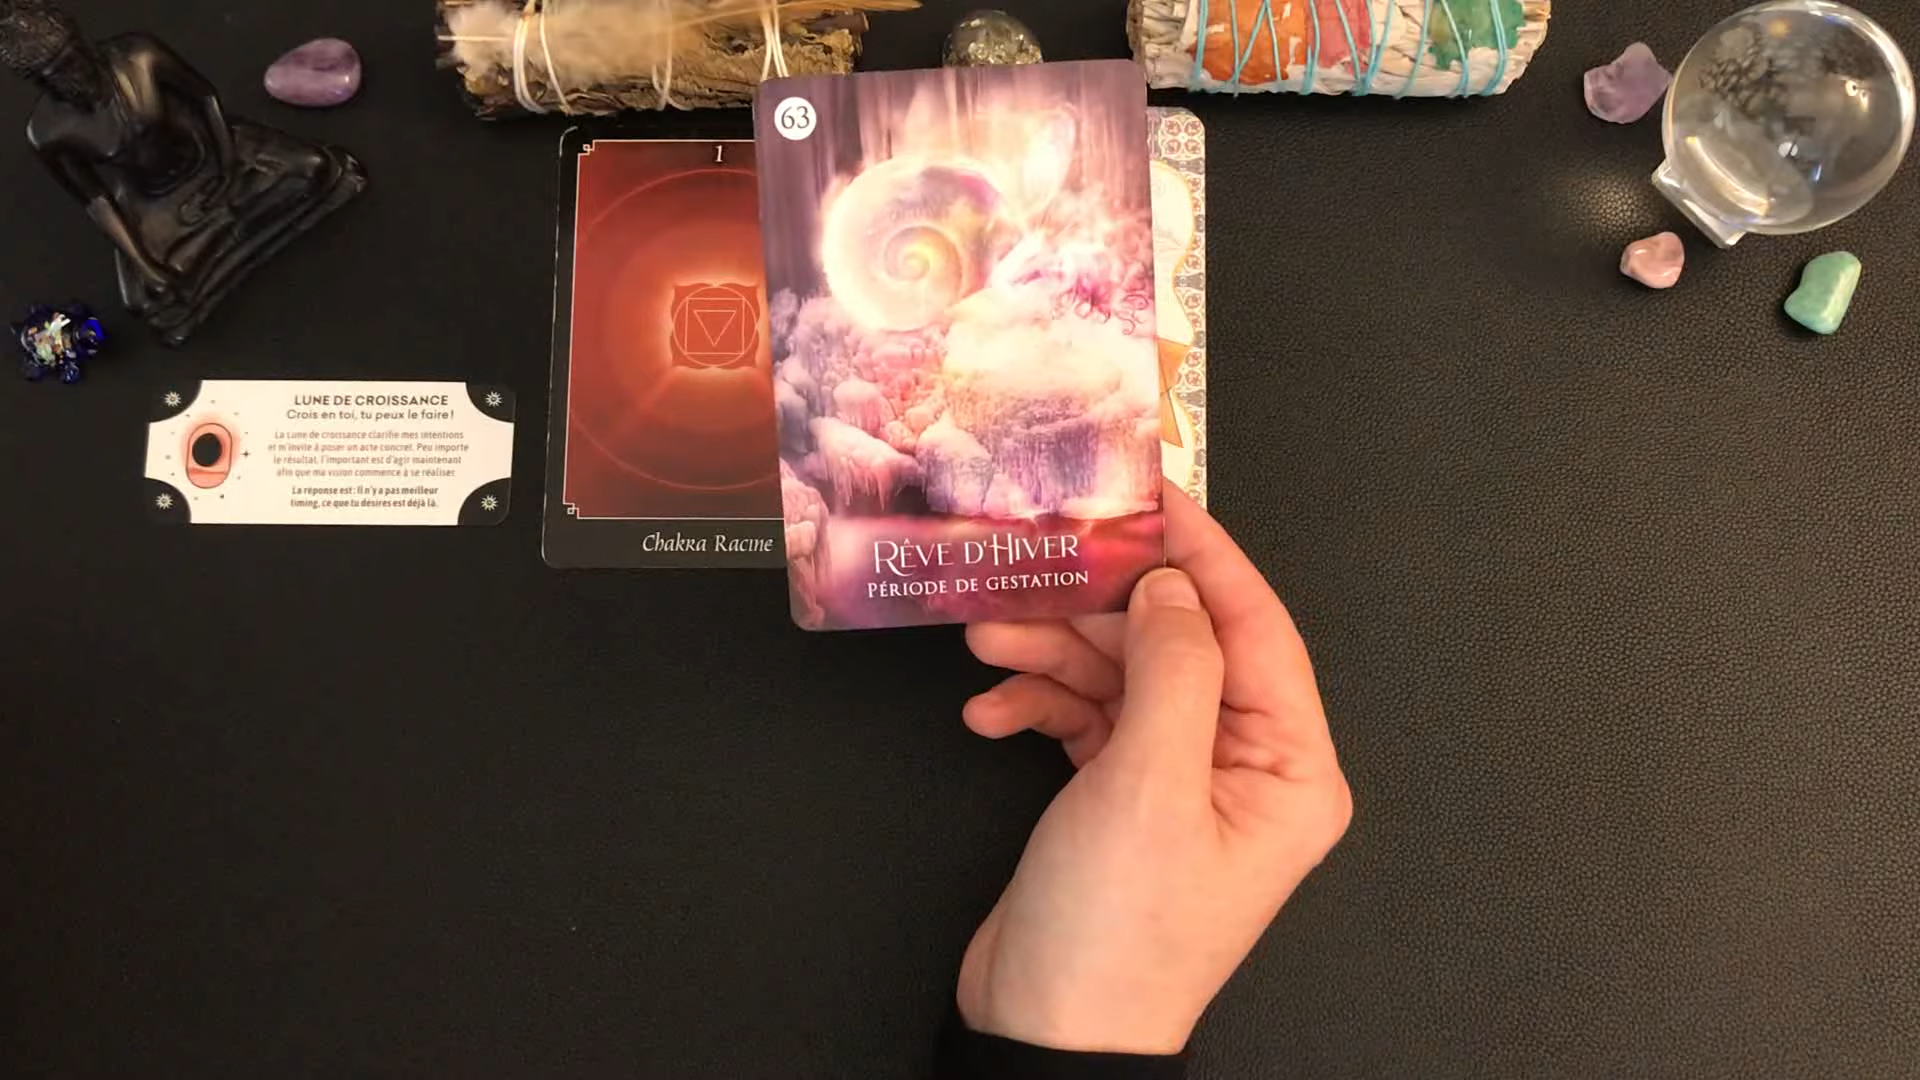 LUNE DE CROISSANCE
Crois en toi, tu peux le faire!
La Lune de croissance clarifie mes intentions
et m'invite à poser un acte concret. Peu importe
le résultat, l'important est d'agir maintenant
afin que ma vision commence à se réaliser.
La réponse est: Il n'y a pas meilleur
timing, ce que tu désires est déjà là.
1
Chakra Racine
63
RÊVE D'HIVER
PÉRIODE DE GESTATION